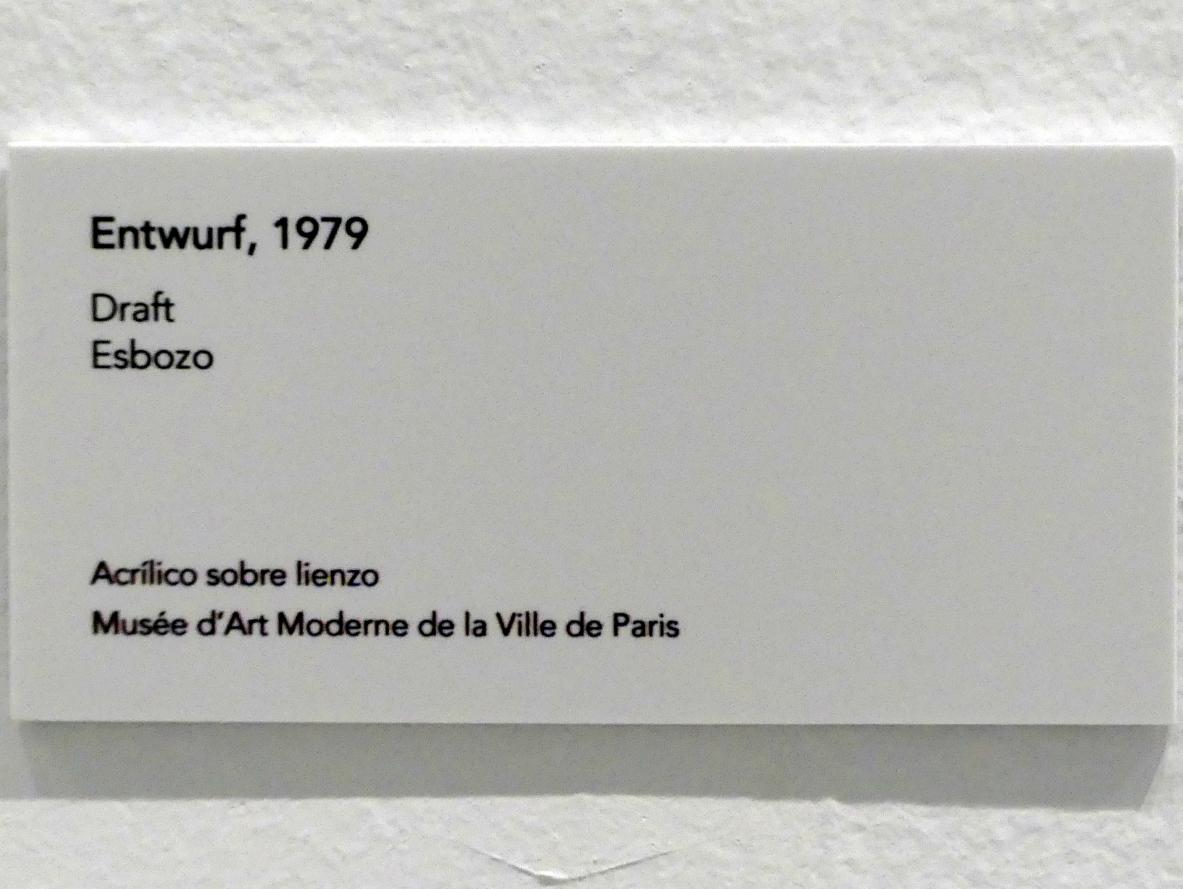 Entwurf, 1979
Draft
Esbozo
Acrílico sobre lienzo
Musée d'Art Moderne de la Ville de Paris